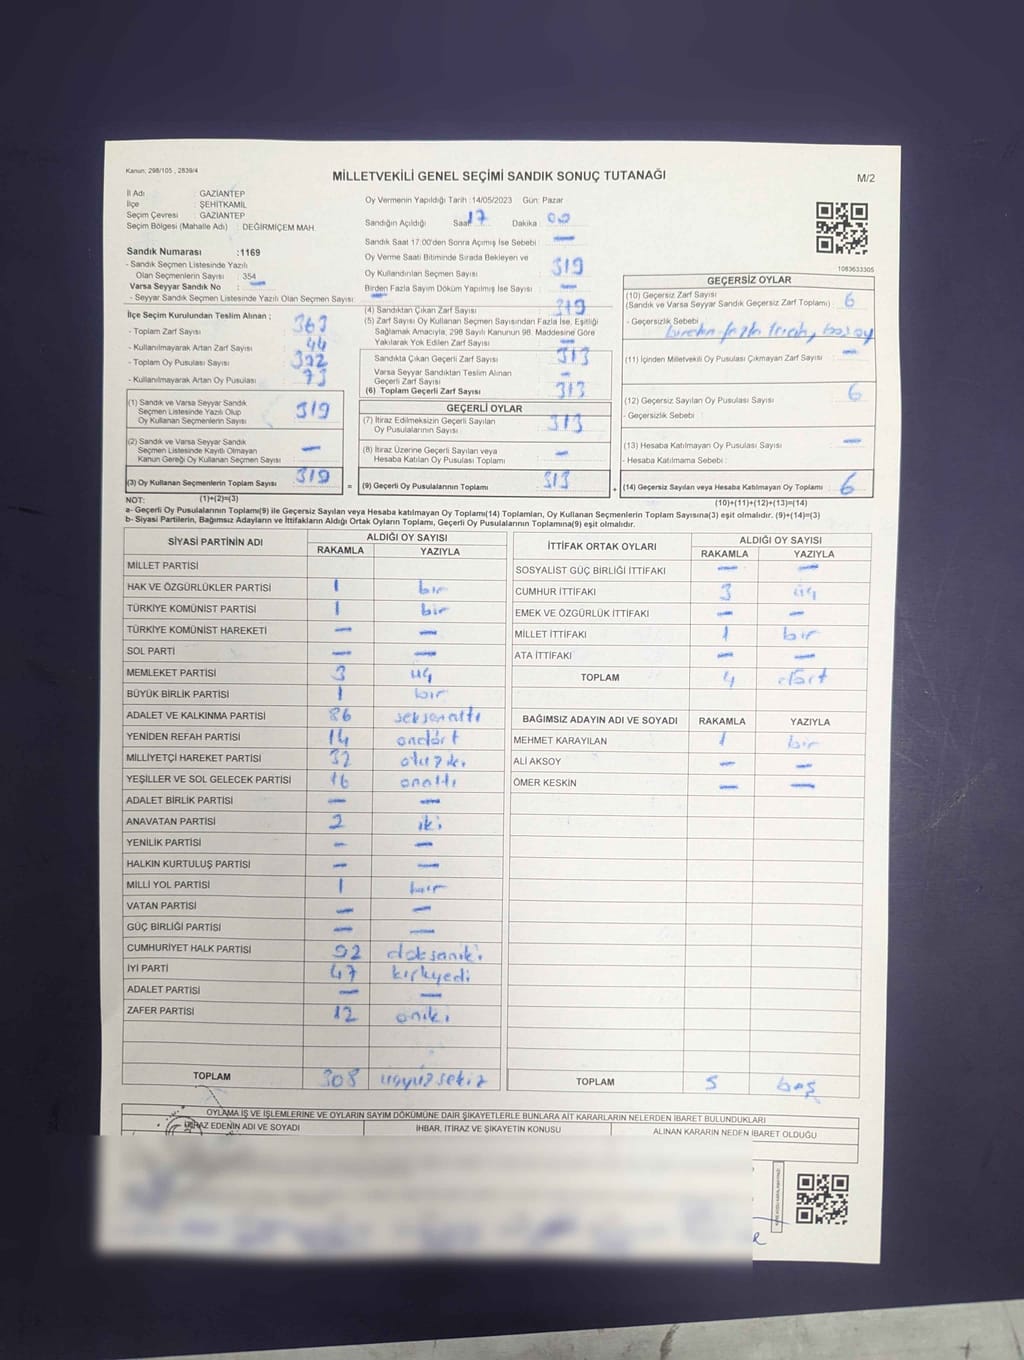 Kanun, 298/105 , 2839/4
MİLLETVEKİLİ GENEL SEÇİMİ SANDIK SONUÇ TUTANAĞI
M/2
İl Adı GAZİANTEP
İlçe ŞEHİTKAMİL
Seçim Çevresi : GAZİANTEP
Seçim Bölgesi (Mahalle Adı) : DEĞİRMİÇEM MAH.
Oy Vermenin Yapıldığı Tarih :14/05/2023 Gün: Pazar
Sandığın Açıldığı Saat 17 Dakika : 00
Sandık Saat 17:00'den Sonra Açımış İse Sebebi : —
Oy Verme Saati Bitiminde Sırada Bekleyen ve
Oy Kullandırılan Seçmen Sayısı 319
Birden Fazla Sayım Döküm Yapılmış İse Sayısı : —
Sandık Numarası :1169
- Sandık Seçmen Listesinde Yazılı
Olan Seçmenlerin Sayısı : 354
Varsa Seyyar Sandık No : —
- Seyyar Sandık Seçmen Listesinde Yazılı Olan Seçmen Sayısı: —
1083633305
İlçe Seçim Kurulundan Teslim Alınan ;
- Toplam Zarf Sayısı : 363
- Kullanılmayarak Artan Zarf Sayısı : 44
- Toplam Oy Pusulası Sayısı : 392
- Kullanılmayarak Artan Oy Pusulası : 73
(1) Sandık ve Varsa Seyyar Sandık
Seçmen Listesinde Yazılı Olup
Oy Kullanan Seçmenlerin Sayısı 319
(2) Sandık ve Varsa Seyyar Sandık
Seçmen Listesinde Kayıtlı Olmayan
Kanun Gereği Oy Kullanan Seçmen Sayısı —
(3) Oy Kullanan Seçmenlerin Toplam Sayısı 319
(4) Sandıktan Çıkan Zarf Sayısı 319
(5) Zarf Sayısı Oy Kullanan Seçmen Sayısından Fazla İse, Eşitliği
Sağlamak Amacıyla, 298 Sayılı Kanunun 98. Maddesine Göre
Yakılarak Yok Edilen Zarf Sayısı —
Sandıkta Çıkan Geçerli Zarf Sayısı 313
Varsa Seyyar Sandıktan Teslim Alınan
Geçerli Zarf Sayısı —
(6) Toplam Geçerli Zarf Sayısı 313
GEÇERLİ OYLAR
(7) İtiraz Edilmeksizin Geçerli Sayılan
Oy Pusulalarının Sayısı 313
(8) İtiraz Üzerine Geçerli Sayılan veya
Hesaba Katılan Oy Pusulası Toplamı —
= (9) Geçerli Oy Pusulalarının Toplamı 313
GEÇERSİZ OYLAR
(10) Geçersiz Zarf Sayısı
(Sandık ve Varsa Seyyar Sandık Geçersiz Zarf Toplamı) : 6
- Geçersizlik Sebebi : birden fazla tercih, boş oy
(11) İçinden Milletvekili Oy Pusulası Çıkmayan Zarf Sayısı : —
(12) Geçersiz Sayılan Oy Pusulası Sayısı : 6
- Geçersizlik Sebebi :
(13) Hesaba Katılmayan Oy Pusulası Sayısı : —
- Hesaba Katılmama Sebebi :
+ (14) Geçersiz Sayılan veya Hesaba Katılmayan Oy Toplamı : 6
NOT: (1)+(2)=(3) (10)+(11)+(12)+(13)=(14)
a- Geçerli Oy Pusulalarının Toplamı(9) ile Geçersiz Sayılan veya Hesaba katılmayan Oy Toplamı(14) Toplamları, Oy Kullanan Seçmenlerin Toplam Sayısına(3) eşit olmalıdır. (9)+(14)=(3)
b- Siyasi Partilerin, Bağımsız Adayların ve İttifakların Aldığı Ortak Oyların Toplamı, Geçerli Oy Pusulalarının Toplamına(9) eşit olmalıdır.
SİYASİ PARTİNİN ADI ALDIĞI OY SAYISI
RAKAMLA YAZIYLA
MİLLET PARTİSİ
HAK VE ÖZGÜRLÜKLER PARTİSİ 1 bir
TÜRKİYE KOMÜNİST PARTİSİ 1 bir
TÜRKİYE KOMÜNİST HAREKETİ — —
SOL PARTİ — —
MEMLEKET PARTİSİ 3 üç
BÜYÜK BİRLİK PARTİSİ 1 bir
ADALET VE KALKINMA PARTİSİ 86 seksenaltı
YENİDEN REFAH PARTİSİ 14 ondört
MİLLİYETÇİ HAREKET PARTİSİ 32 otuziki
YEŞİLLER VE SOL GELECEK PARTİSİ 16 onaltı
ADALET BİRLİK PARTİSİ — —
ANAVATAN PARTİSİ 2 iki
YENİLİK PARTİSİ — —
HALKIN KURTULUŞ PARTİSİ — —
MİLLİ YOL PARTİSİ 1 bir
VATAN PARTİSİ — —
GÜÇ BİRLİĞİ PARTİSİ — —
CUMHURİYET HALK PARTİSİ 92 doksaniki
İYİ PARTİ 47 kırkyedi
ADALET PARTİSİ — —
ZAFER PARTİSİ 12 oniki
TOPLAM 308 üçyüzsekiz
İTTİFAK ORTAK OYLARI ALDIĞI OY SAYISI
RAKAMLA YAZIYLA
SOSYALİST GÜÇ BİRLİĞİ İTTİFAKI — —
CUMHUR İTTİFAKI 3 üç
EMEK VE ÖZGÜRLÜK İTTİFAKI — —
MİLLET İTTİFAKI 1 bir
ATA İTTİFAKI — —
TOPLAM 4 dört
BAĞIMSIZ ADAYIN ADI VE SOYADI RAKAMLA YAZIYLA
MEHMET KARAYILAN 1 bir
ALİ AKSOY — —
ÖMER KESKİN — —
TOPLAM 5 beş
OYLAMA İŞ VE İŞLEMLERİNE VE OYLARIN SAYIM DÖKÜMÜNE DAİR ŞİKAYETLERLE BUNLARA AİT KARARLARIN NELERDEN İBARET BULUNDUKLARI
İTİRAZ EDENİN ADI VE SOYADI İHBAR, İTİRAZ VE ŞİKAYETİN KONUSU ALINAN KARARIN NEDEN İBARET OLDUĞU